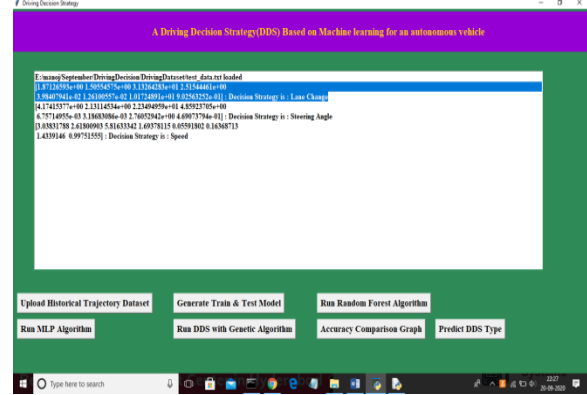 Driving Decision Strategy
A Driving Decision Strategy(DDS) Based on Machine learning for an autonomous vehicle
E:/manoj/September/DrivingDecision/DrivingDataset/test_data.txt loaded
[1.87126593e+00 1.50554575e+00 3.13264283e+01 2.51544461e+00
3.98407941e-02 1.26100557e-02 1.01724891e+01 9.02563252e-01] : Decision Strategy is : Lane Change
[4.17415377e+00 2.13114534e+00 2.23494959e+00 4.85923705e+00
6.75714955e-03 3.18683086e-03 2.76052942e+00 4.69073794e-01] : Decision Strategy is : Steering Angle
[3.03831788 2.61800903 5.81633342 1.69378115 0.05591802 0.16368713
1.4339146 0.99751555] : Decision Strategy is : Speed
Upload Historical Trajectory Dataset
Generate Train & Test Model
Run Random Forest Algorithm
Run MLP Algorithm
Run DDS with Genetic Algorithm
Accuracy Comparison Graph
Predict DDS Type
Type here to search
22:27
20-09-2020